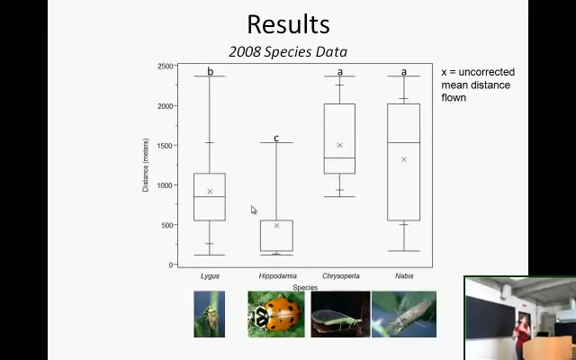 Results
2008 Species Data
x = uncorrected
mean distance
flown
b
c
a
a
2500
2000
1500
1000
500
0
Distance (meters)
Lygus
Hippodamia
Chrysoperla
Nabis
Species